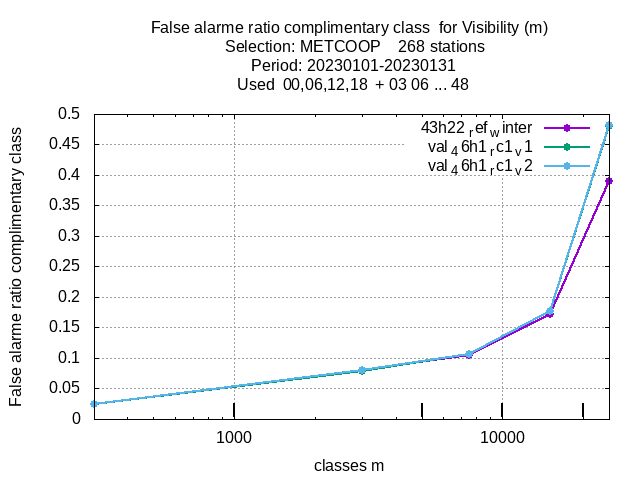 False alarme ratio complimentary class  for Visibility (m)
Selection: METCOOP    268 stations
Period: 20230101-20230131
Used  00,06,12,18  + 03 06 ... 48
False alarme ratio complimentary class
0.5
0.45
0.4
0.35
0.3
0.25
0.2
0.15
0.1
0.05
0
43h22_ref_winter
val_46h1_rc1_v1
val_46h1_rc1_v2
1000 10000
classes m